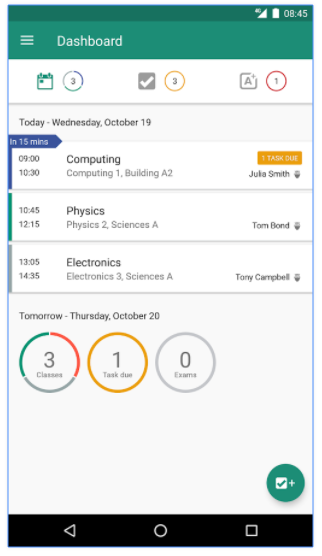 4G 08:45
Dashboard
3 3 A+ 1
Today - Wednesday, October 19
In 15 mins
09:00 Computing 1 TASK DUE
10:30 Computing 1, Building A2 Julia Smith
10:45 Physics
12:15 Physics 2, Sciences A Tom Bond
13:05 Electronics
14:35 Electronics 3, Sciences A Tony Campbell
Tomorrow - Thursday, October 20
3 1 0
Classes Task due Exams